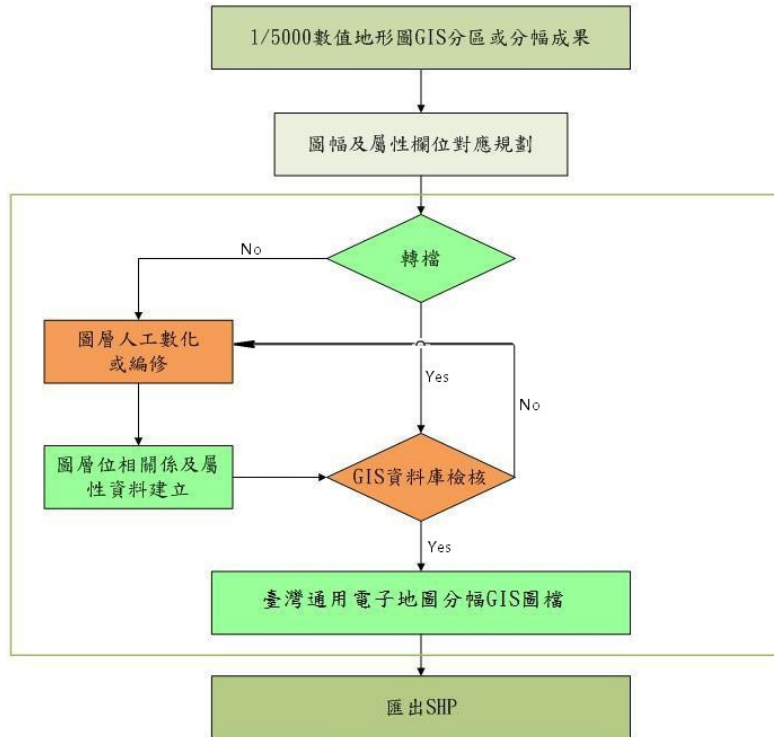 1/5000數值地形圖GIS分區或分幅成果
圖幅及屬性欄位對應規劃
轉檔
No
圖層人工數化
或編修
Yes
No
圖層位相關係及屬
性資料建立
GIS資料庫檢核
Yes
臺灣通用電子地圖分幅GIS圖檔
匯出SHP